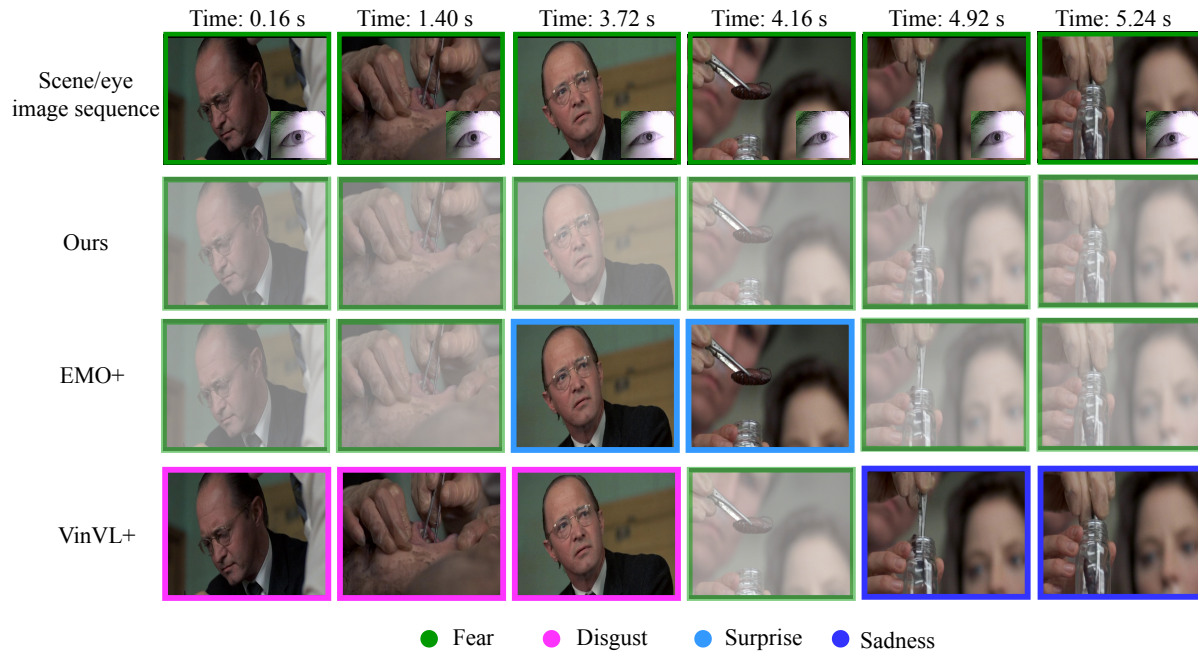 Time: 0.16 s Time: 1.40 s Time: 3.72 s Time: 4.16 s Time: 4.92 s Time: 5.24 s
Scene/eye
image sequence
Ours
EMO+
VinVL+
Fear Disgust Surprise Sadness